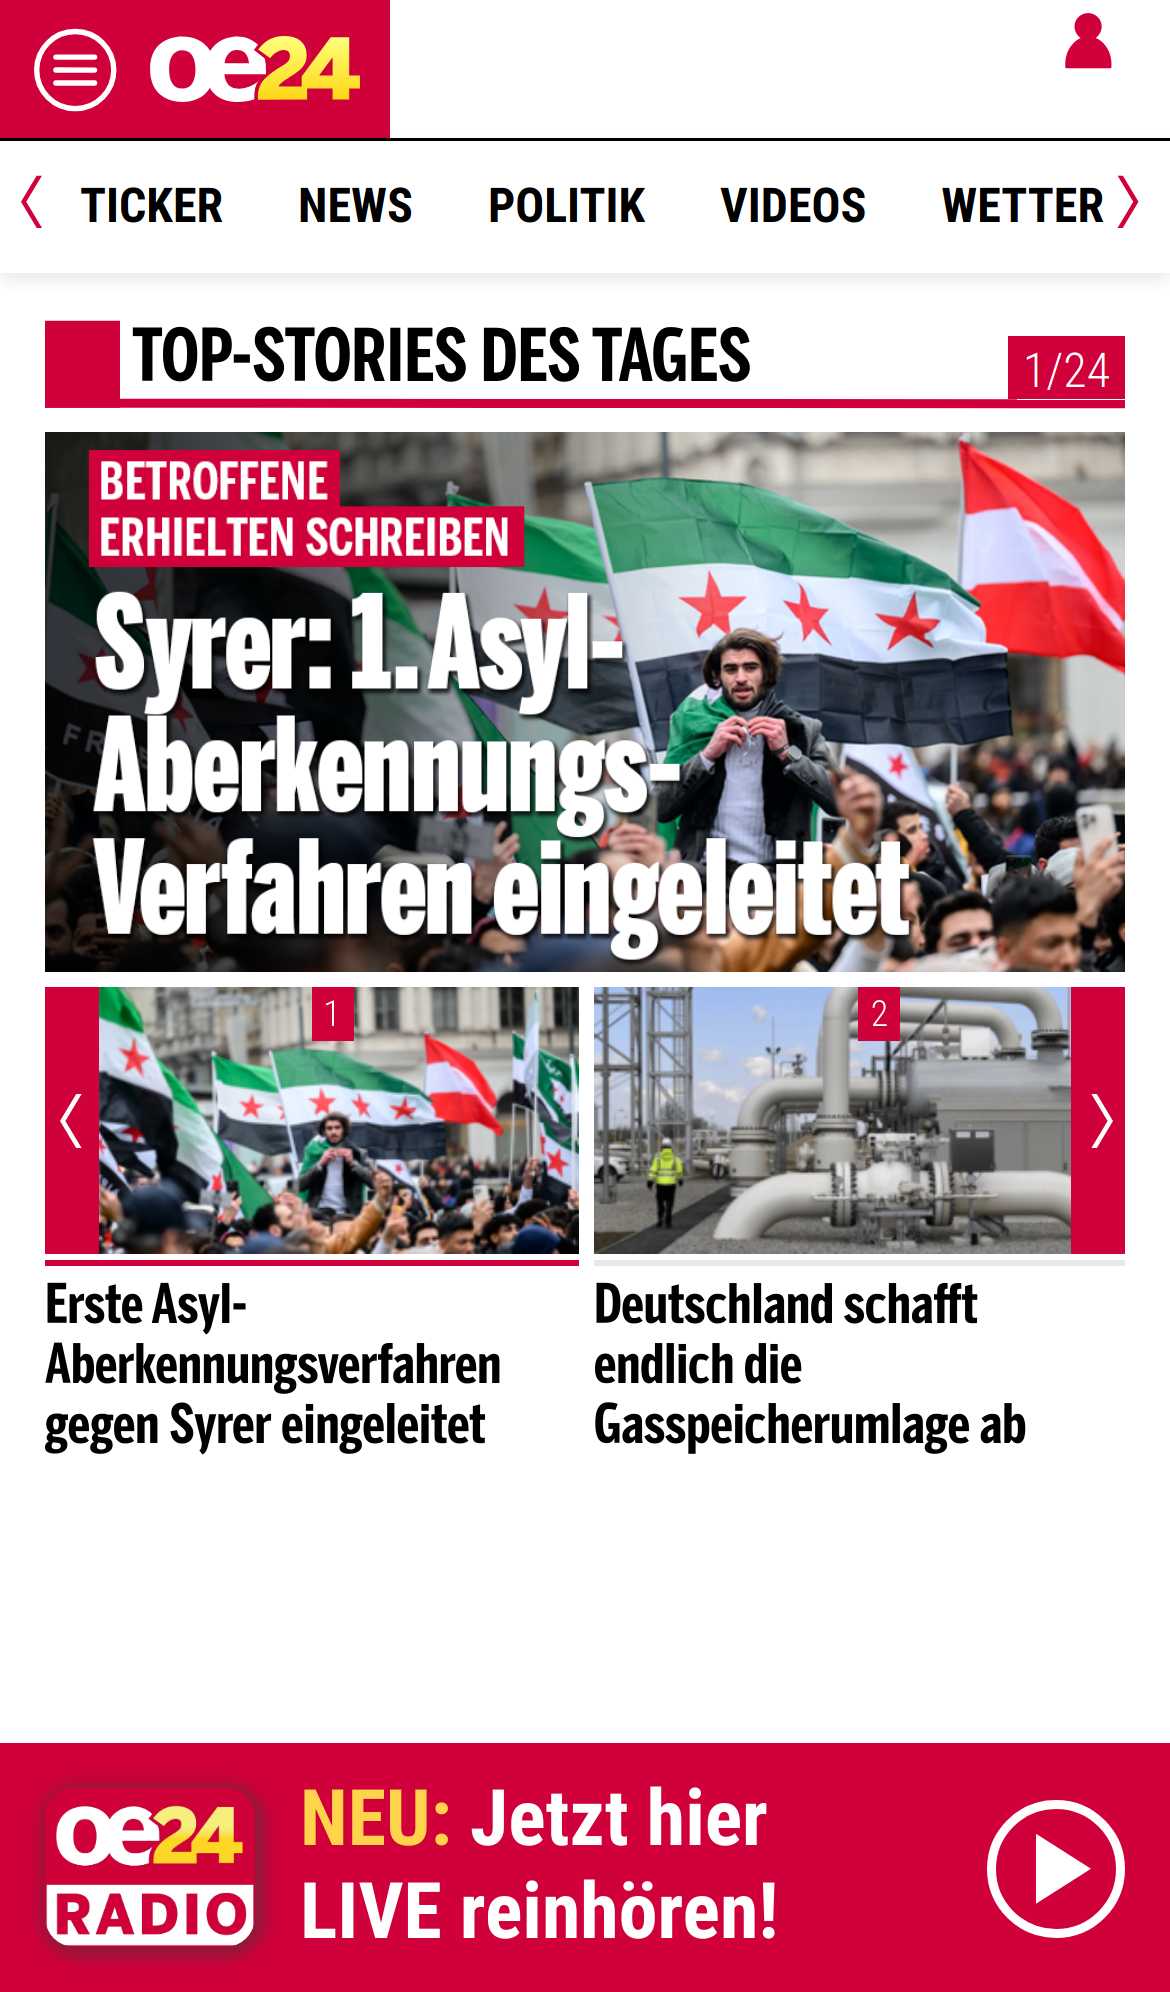 oe24
TICKER NEWS POLITIK VIDEOS WETTER
TOP-STORIES DES TAGES
1/24
BETROFFENE
ERHIELTEN SCHREIBEN
Syrer: 1. Asyl-
Aberkennungs-
Verfahren eingeleitet
1
2
Erste Asyl-
Aberkennungsverfahren
gegen Syrer eingeleitet
Deutschland schafft
endlich die
Gasspeicherumlage ab
oe24
RADIO
NEU: Jetzt hier
LIVE reinhören!